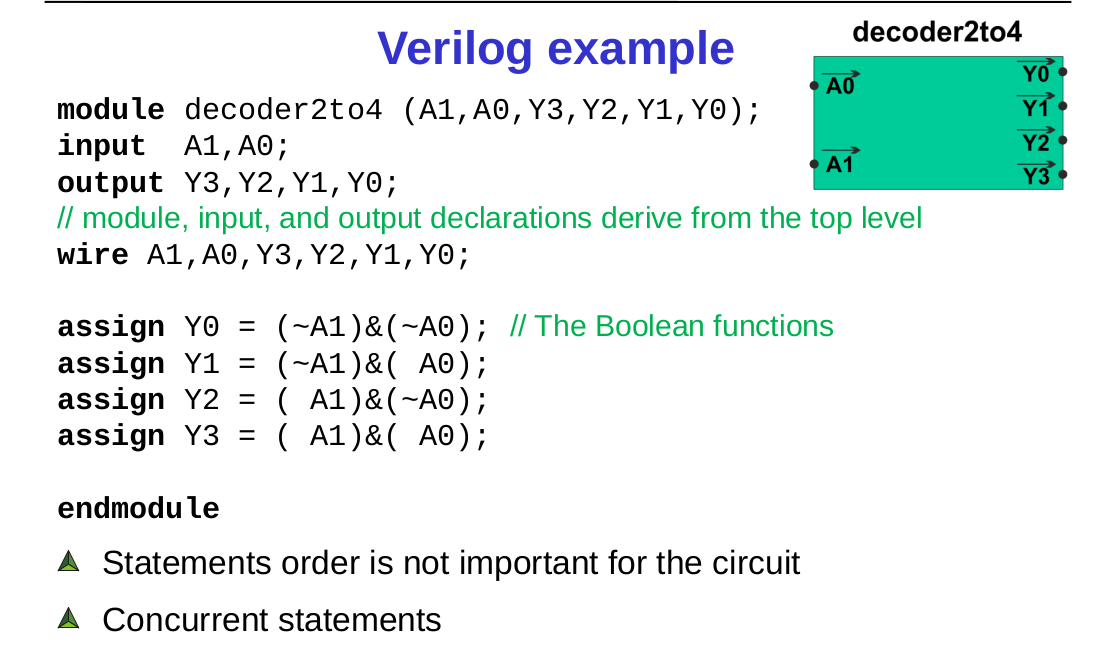 Verilog example
decoder2to4
A0
A1
Y0
Y1
Y2
Y3
module decoder2to4 (A1,A0,Y3,Y2,Y1,Y0);
input  A1,A0;
output Y3,Y2,Y1,Y0;
// module, input, and output declarations derive from the top level
wire A1,A0,Y3,Y2,Y1,Y0;
assign Y0 = (~A1)&(~A0); // The Boolean functions
assign Y1 = (~A1)&( A0);
assign Y2 = ( A1)&(~A0);
assign Y3 = ( A1)&( A0);
endmodule
Statements order is not important for the circuit
Concurrent statements